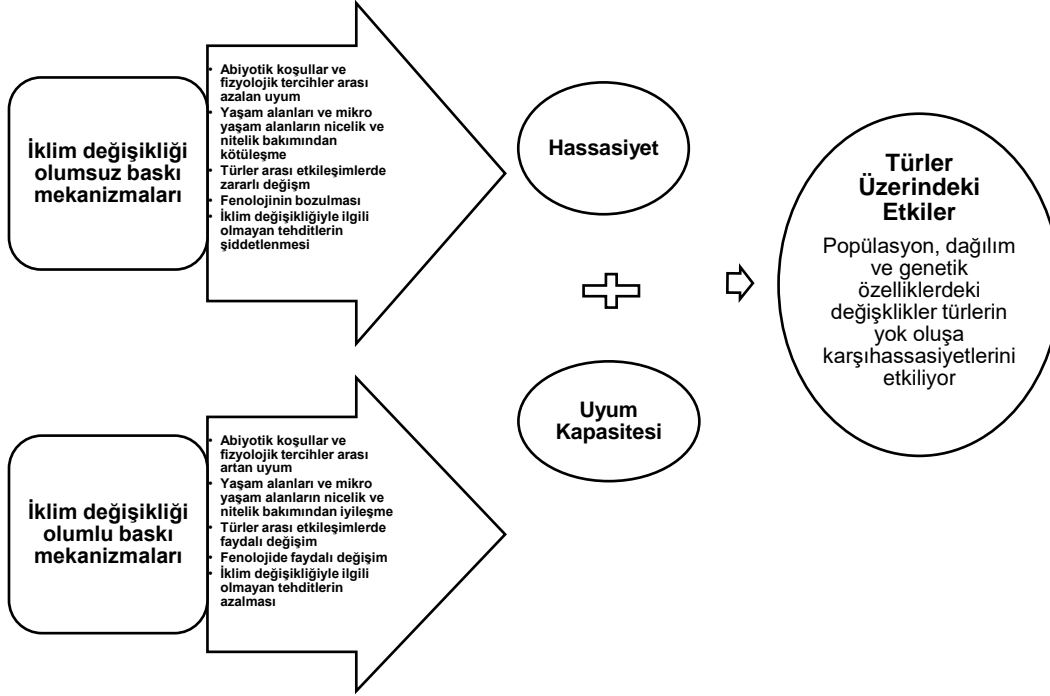 İklim değişikliği
olumsuz baskı
mekanizmaları
• Abiyotik koşullar ve
fizyolojik tercihler arası
azalan uyum
• Yaşam alanları ve mikro
yaşam alanların nicelik ve
nitelik bakımından
kötüleşme
• Türler arası etkileşimlerde
zararlı değişm
• Fenolojinin bozulması
• İklim değişikliğiyle ilgili
olmayan tehditlerin
şiddetlenmesi
Hassasiyet
Uyum
Kapasitesi
Türler
Üzerindeki
Etkiler
Popülasyon, dağılım
ve genetik
özelliklerdeki
değişklikler türlerin
yok oluşa
karşıhassasiyetlerini
etkiliyor
İklim değişikliği
olumlu baskı
mekanizmaları
• Abiyotik koşullar ve
fizyolojik tercihler arası
artan uyum
• Yaşam alanları ve mikro
yaşam alanların nicelik ve
nitelik bakımından iyileşme
• Türler arası etkileşimlerde
faydalı değişim
• Fenolojide faydalı değişim
• İklim değişikliğiyle ilgili
olmayan tehditlerin
azalması